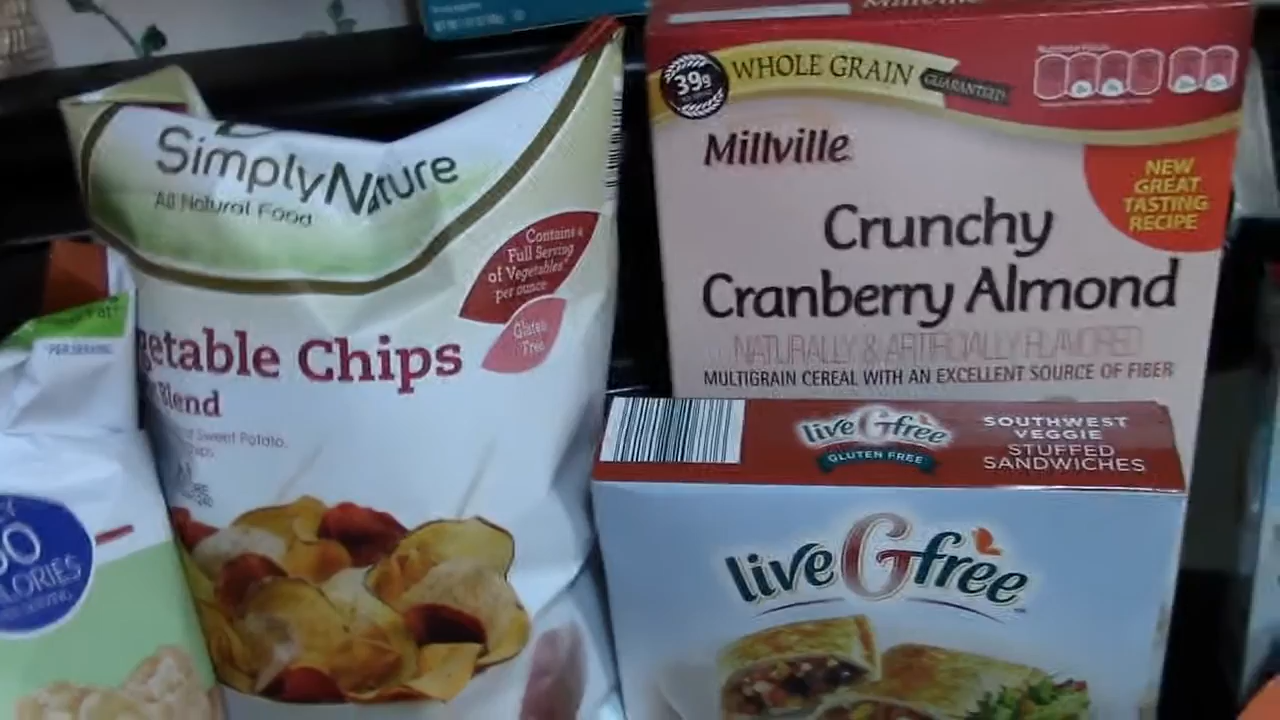 SimplyNature
All Natural Food
Contains a
Full Serving
of Vegetables*
per ounce
Gluten
Free
getable Chips
Blend
Sweet Potato,
PER SERVING
Millville
39g
WHOLE GRAIN
GUARANTEED
Millville
NEW
GREAT
TASTING
RECIPE
Crunchy
Cranberry Almond
NATURALLY & ARTIFICIALLY FLAVORED
MULTIGRAIN CEREAL WITH AN EXCELLENT SOURCE OF FIBER
liveGfree
GLUTEN FREE
SOUTHWEST
VEGGIE
STUFFED
SANDWICHES
liveGfree